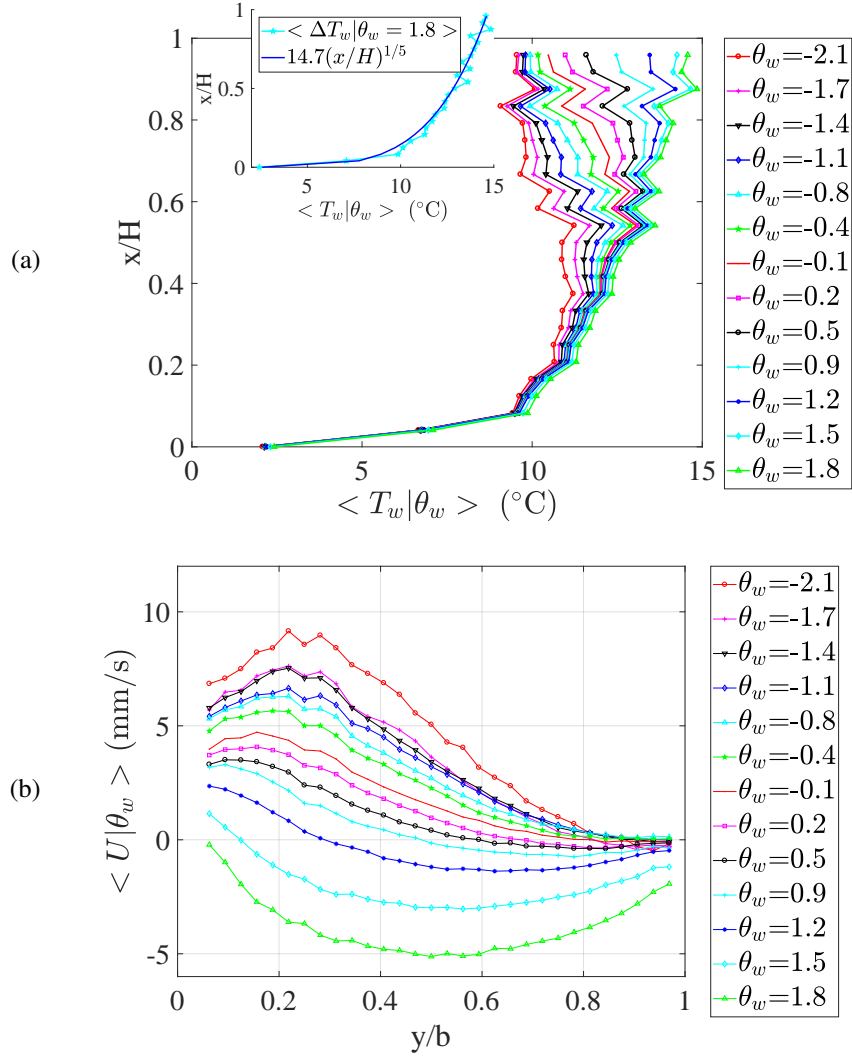 1
0.5
0
5
10
15
x/H
< T_w|θ_w > (°C)
< ΔT_w|θ_w = 1.8 >
14.7(x/H)^{1/5}
1
0.8
0.6
0.4
0.2
0
x/H
(a)
0
5
10
15
< T_w|θ_w > (°C)
θ_w=-2.1
θ_w=-1.7
θ_w=-1.4
θ_w=-1.1
θ_w=-0.8
θ_w=-0.4
θ_w=-0.1
θ_w=0.2
θ_w=0.5
θ_w=0.9
θ_w=1.2
θ_w=1.5
θ_w=1.8
10
5
0
-5
< U|θ_w > (mm/s)
(b)
0
0.2
0.4
0.6
0.8
1
y/b
θ_w=-2.1
θ_w=-1.7
θ_w=-1.4
θ_w=-1.1
θ_w=-0.8
θ_w=-0.4
θ_w=-0.1
θ_w=0.2
θ_w=0.5
θ_w=0.9
θ_w=1.2
θ_w=1.5
θ_w=1.8